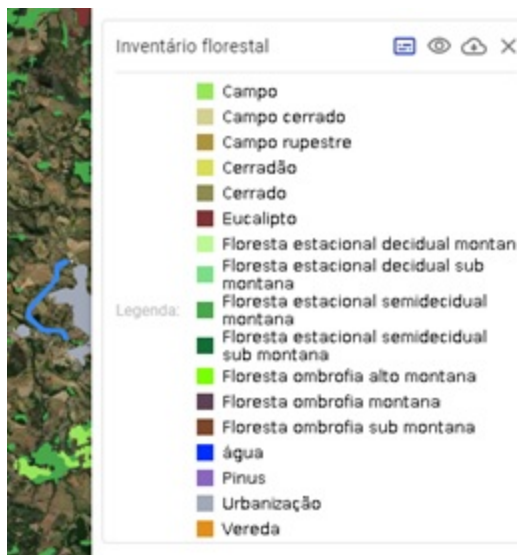 Inventário florestal
Campo
Campo cerrado
Campo rupestre
Cerradão
Cerrado
Eucalipto
Floresta estacional decidual montan
Floresta estacional decidual sub
montana
Legenda:
Floresta estacional semidecidual
montana
Floresta estacional semidecidual
sub montana
Floresta ombrofia alto montana
Floresta ombrofia montana
Floresta ombrofia sub montana
água
Pinus
Urbanização
Vereda